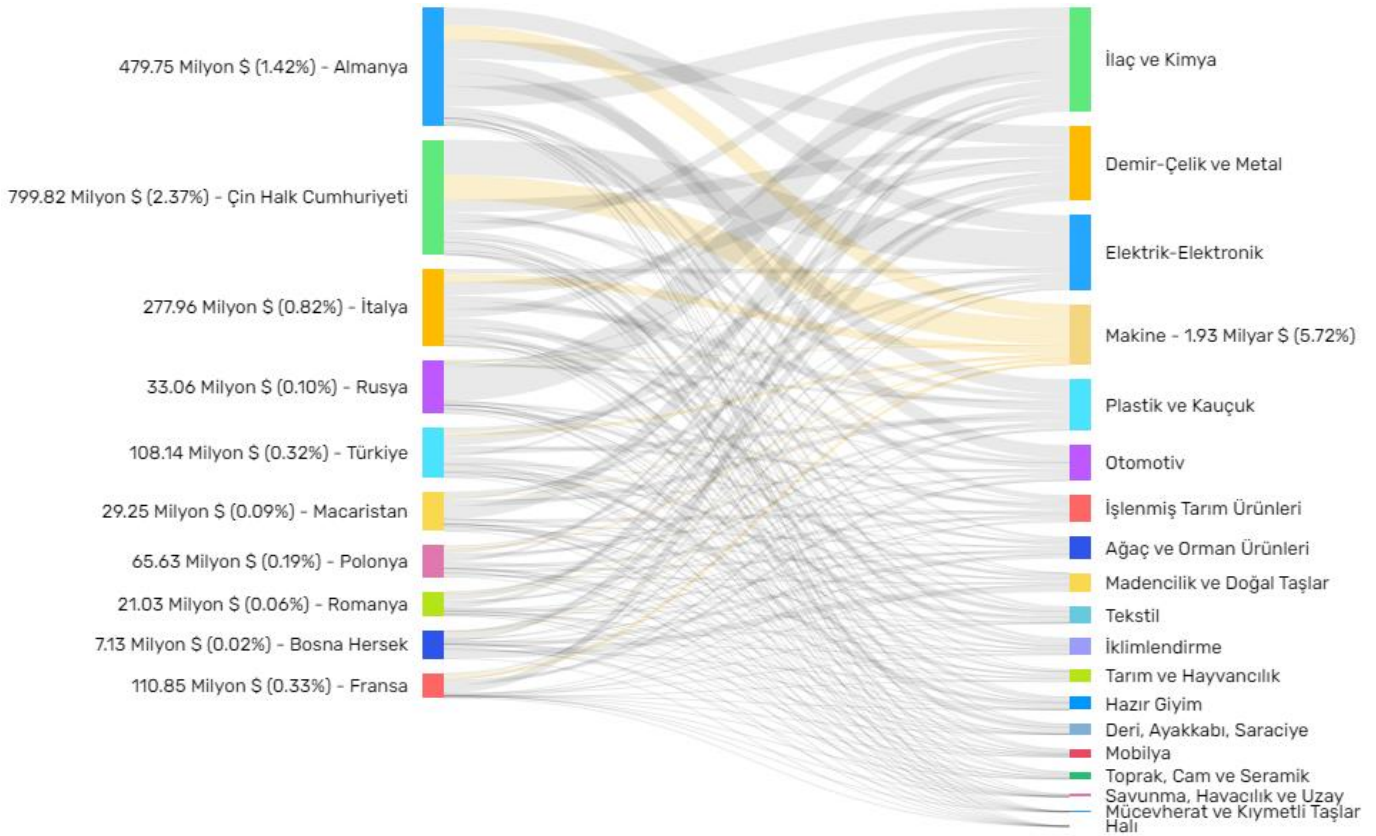 479.75 Milyon $ (1.42%) - Almanya
799.82 Milyon $ (2.37%) - Çin Halk Cumhuriyeti
277.96 Milyon $ (0.82%) - İtalya
33.06 Milyon $ (0.10%) - Rusya
108.14 Milyon $ (0.32%) - Türkiye
29.25 Milyon $ (0.09%) - Macaristan
65.63 Milyon $ (0.19%) - Polonya
21.03 Milyon $ (0.06%) - Romanya
7.13 Milyon $ (0.02%) - Bosna Hersek
110.85 Milyon $ (0.33%) - Fransa
İlaç ve Kimya
Demir-Çelik ve Metal
Elektrik-Elektronik
Makine - 1.93 Milyar $ (5.72%)
Plastik ve Kauçuk
Otomotiv
İşlenmiş Tarım Ürünleri
Ağaç ve Orman Ürünleri
Madencilik ve Doğal Taşlar
Tekstil
İklimlendirme
Tarım ve Hayvancılık
Hazır Giyim
Deri, Ayakkabı, Saraciye
Mobilya
Toprak, Cam ve Seramik
Savunma, Havacılık ve Uzay
Mücevherat ve Kıymetli Taşlar
Halı